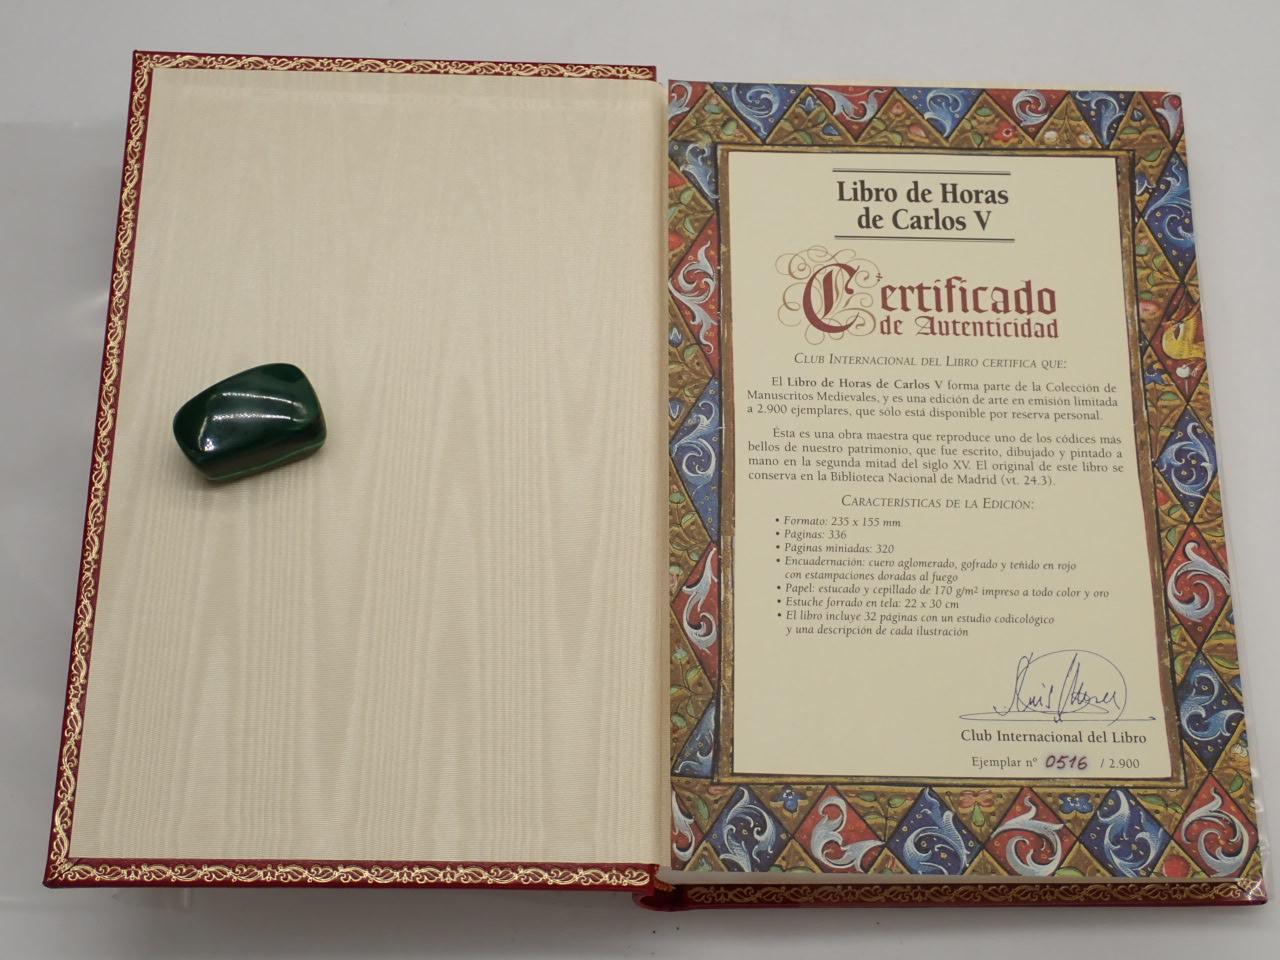 Libro de Horas
de Carlos V
Certificado
de Autenticidad
CLUB INTERNACIONAL DEL LIBRO CERTIFICA QUE:
El Libro de Horas de Carlos V forma parte de la Colección de
Manuscritos Medievales, y es una edición de arte en emisión limitada
a 2.900 ejemplares, que sólo está disponible por reserva personal.
Ésta es una obra maestra que reproduce uno de los códices más
bellos de nuestro patrimonio, que fue escrito, dibujado y pintado a
mano en la segunda mitad del siglo XV. El original de este libro se
conserva en la Biblioteca Nacional de Madrid (vt. 24.3).
CARACTERÍSTICAS DE LA EDICIÓN:
• Formato: 235 x 155 mm
• Páginas: 336
• Páginas miniadas: 320
• Encuadernación: cuero aglomerado, gofrado y teñido en rojo
con estampaciones doradas al fuego
• Papel: estucado y cepillado de 170 g/m² impreso a todo color y oro
• Estuche forrado en tela: 22 x 30 cm
• El libro incluye 32 páginas con un estudio codicológico
y una descripción de cada ilustración
Club Internacional del Libro
Ejemplar nº 0516 / 2.900